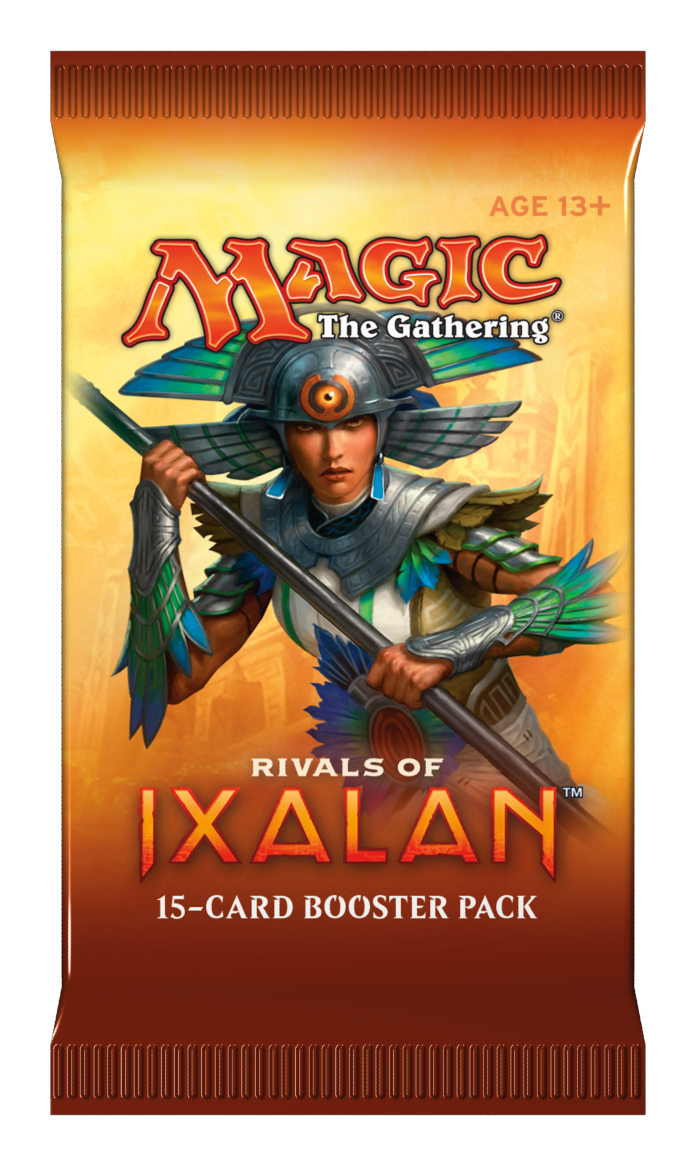 AGE 13+
MAGIC
The Gathering®
RIVALS OF
IXALAN™
15-CARD BOOSTER PACK